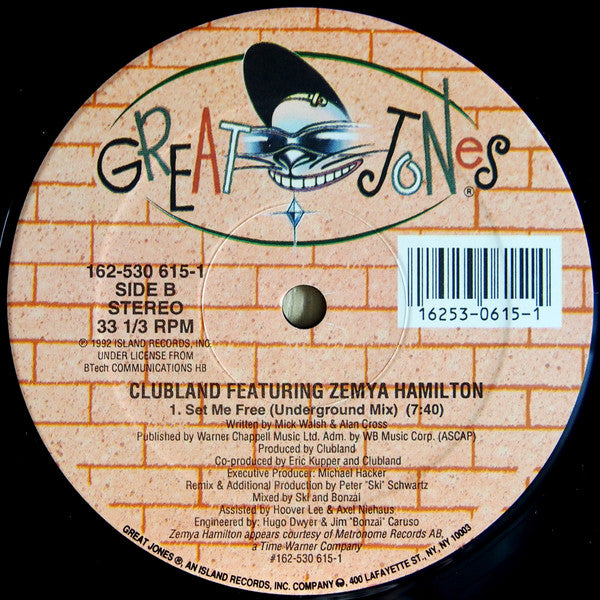 GREAT JONES ®
162-530 615-1
SIDE B
STEREO
33 1/3 RPM
℗ 1992 ISLAND RECORDS, INC.
UNDER LICENSE FROM
BTech COMMUNICATIONS HB
16253-0615-1
CLUBLAND FEATURING ZEMYA HAMILTON
1. Set Me Free (Underground Mix) (7:40)
Written by Mick Walsh & Alan Cross
Published by Warner Chappell Music Ltd. Adm. by WB Music Corp. (ASCAP)
Produced by Clubland
Co-produced by Eric Kupper and Clubland
Executive Producer: Michael Hacker
Remix & Additional Production by Peter "Ski" Schwartz
Mixed by Ski and Bonzai
Assisted by Hoover Lee & Axel Niehaus
Engineered by: Hugo Dwyer & Jim "Bonzai" Caruso
Zemya Hamilton appears courtesy of Metronome Records AB,
a Time Warner Company
#162-530 615-1
GREAT JONES ® AN ISLAND RECORDS, INC. COMPANY, 400 LAFAYETTE ST., NY, NY 10003